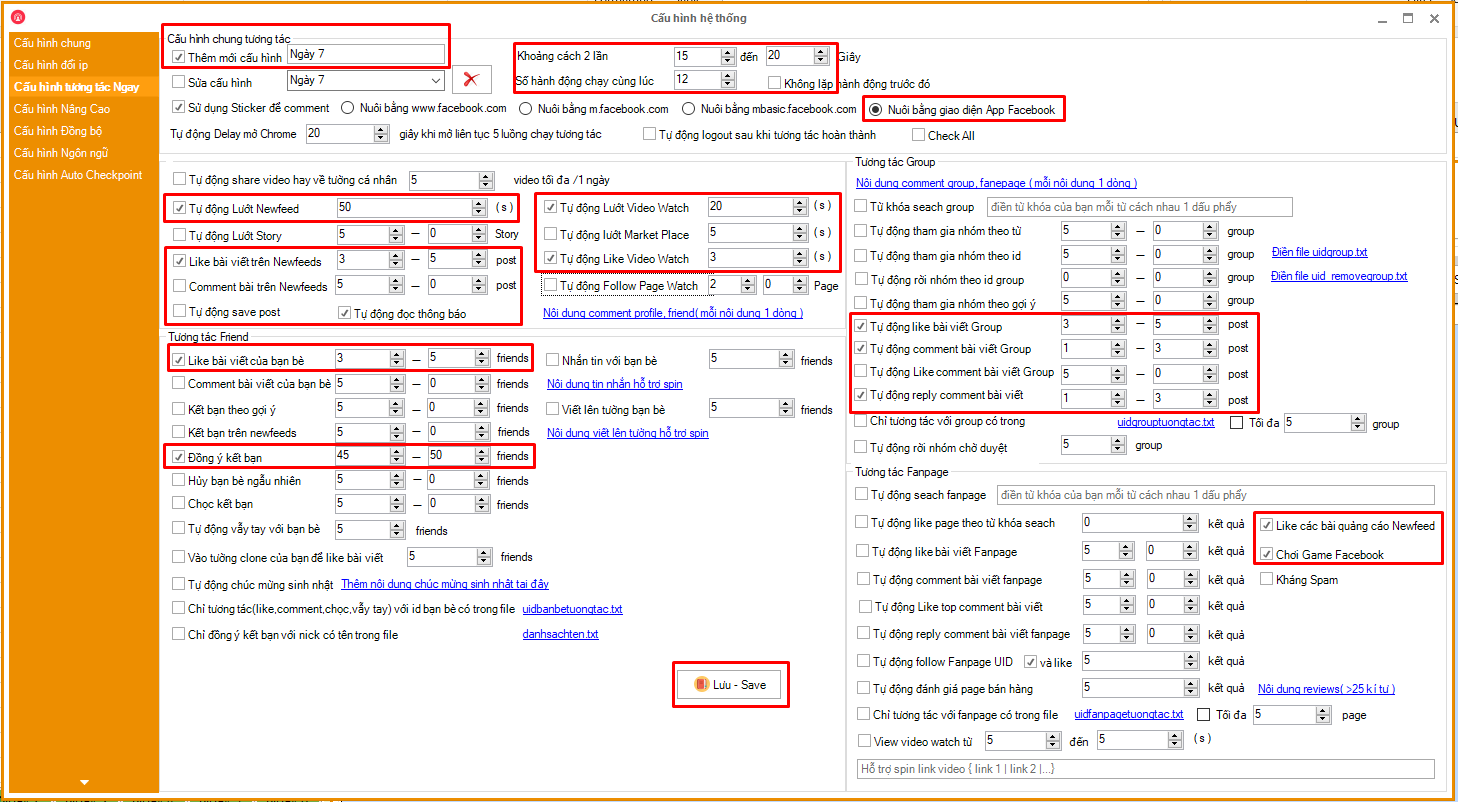 Cấu hình hệ thống
Cấu hình chung
Cấu hình đổi ip
Cấu hình tương tác Ngay
Cấu hình Nâng Cao
Cấu hình Đồng bộ
Cấu hình Ngôn ngữ
Cấu hình Auto Checkpoint
Cấu hình chung tương tác
Thêm mới cấu hình Ngày 7
Khoảng cách 2 lần 15 đến 20 Giây
Sửa cấu hình Ngày 7
Số hành động chạy cùng lúc 12 Không lặp hành động trước đó
Sử dụng Sticker để comment Nuôi bằng www.facebook.com Nuôi bằng m.facebook.com Nuôi bằng mbasic.facebook.com Nuôi bằng giao diện App Facebook
Tự động Delay mở Chrome 20 giây khi mở liên tục 5 luồng chạy tương tác Tự động logout sau khi tương tác hoàn thành Check All
Tự động share video hay về tường cá nhân 5 video tối đa /1 ngày
Tự động Lướt Newfeed 50 (s)
Tự động Lướt Video Watch 20 (s)
Tự động Lướt Story 5 – 0 Story
Tự động lướt Market Place 5 (s)
Like bài viết trên Newfeeds 3 – 5 post
Tự động Like Video Watch 3 (s)
Comment bài trên Newfeeds 5 – 0 post
Tự động Follow Page Watch 2 0 Page
Tự động save post Tự động đọc thông báo
Nội dung comment profile, friend( mỗi nội dung 1 dòng )
Tương tác Friend
Like bài viết của bạn bè 3 – 5 friends
Nhắn tin với bạn bè 5 friends
Comment bài viết của bạn bè 5 – 0 friends
Nội dung tin nhắn hỗ trợ spin
Kết bạn theo gợi ý 5 – 0 friends
Viết lên tường bạn bè 5 friends
Kết bạn trên newfeeds 5 – 0 friends
Nội dung viết lên tường hỗ trợ spin
Đồng ý kết bạn 45 – 50 friends
Hủy bạn bè ngẫu nhiên 5 – 0 friends
Chọc kết bạn 5 – 0 friends
Tự động vẫy tay với bạn bè 5 friends
Vào tường clone của bạn để like bài viết 5 friends
Tự động chúc mừng sinh nhật Thêm nội dung chúc mừng sinh nhật tại đây
Chỉ tương tác(like,comment,chọc,vẫy tay) với id bạn bè có trong file uidbanbetuongtac.txt
Chỉ đồng ý kết bạn với nick có tên trong file danhsachten.txt
Lưu - Save
Tương tác Group
Nội dung comment group, fanepage ( mỗi nội dung 1 dòng )
Từ khóa seach group điền từ khóa của bạn mỗi từ cách nhau 1 dấu phẩy
Tự động tham gia nhóm theo từ 5 – 0 group
Tự động tham gia nhóm theo id 5 – 0 group Điền file uidgroup.txt
Tự động rời nhóm theo id group 0 – 0 group Điền file uid_removegroup.txt
Tự động tham gia nhóm theo gợi ý 5 – 0 group
Tự động like bài viết Group 3 – 5 post
Tự động comment bài viết Group 1 – 3 post
Tự động Like comment bài viết Group 5 – 0 post
Tự động reply comment bài viết 1 – 3 post
Chỉ tương tác với group có trong uidgrouptuongtac.txt Tối đa 5 group
Tự động rời nhóm chờ duyệt 5 group
Tương tác Fanpage
Tự động seach fanpage điền từ khóa của bạn mỗi từ cách nhau 1 dấu phẩy
Tự động like page theo từ khóa seach 0 kết quả Like các bài quảng cáo Newfeed
Tự động like bài viết Fanpage 5 0 kết quả Chơi Game Facebook
Tự động comment bài viết fanpage 5 0 kết quả Kháng Spam
Tự động Like top comment bài viết 5 0 kết quả
Tự động reply comment bài viết fanpage 5 0 kết quả
Tự động follow Fanpage UID và like 5 kết quả
Tự động đánh giá page bán hàng 5 kết quả Nội dung reviews( >25 kí tự )
Chỉ tương tác với fanpage có trong file uidfanpagetuongtac.txt Tối đa 5 page
View video watch từ 5 đến 5 (s)
Hỗ trợ spin link video { link 1 | link 2 |...}